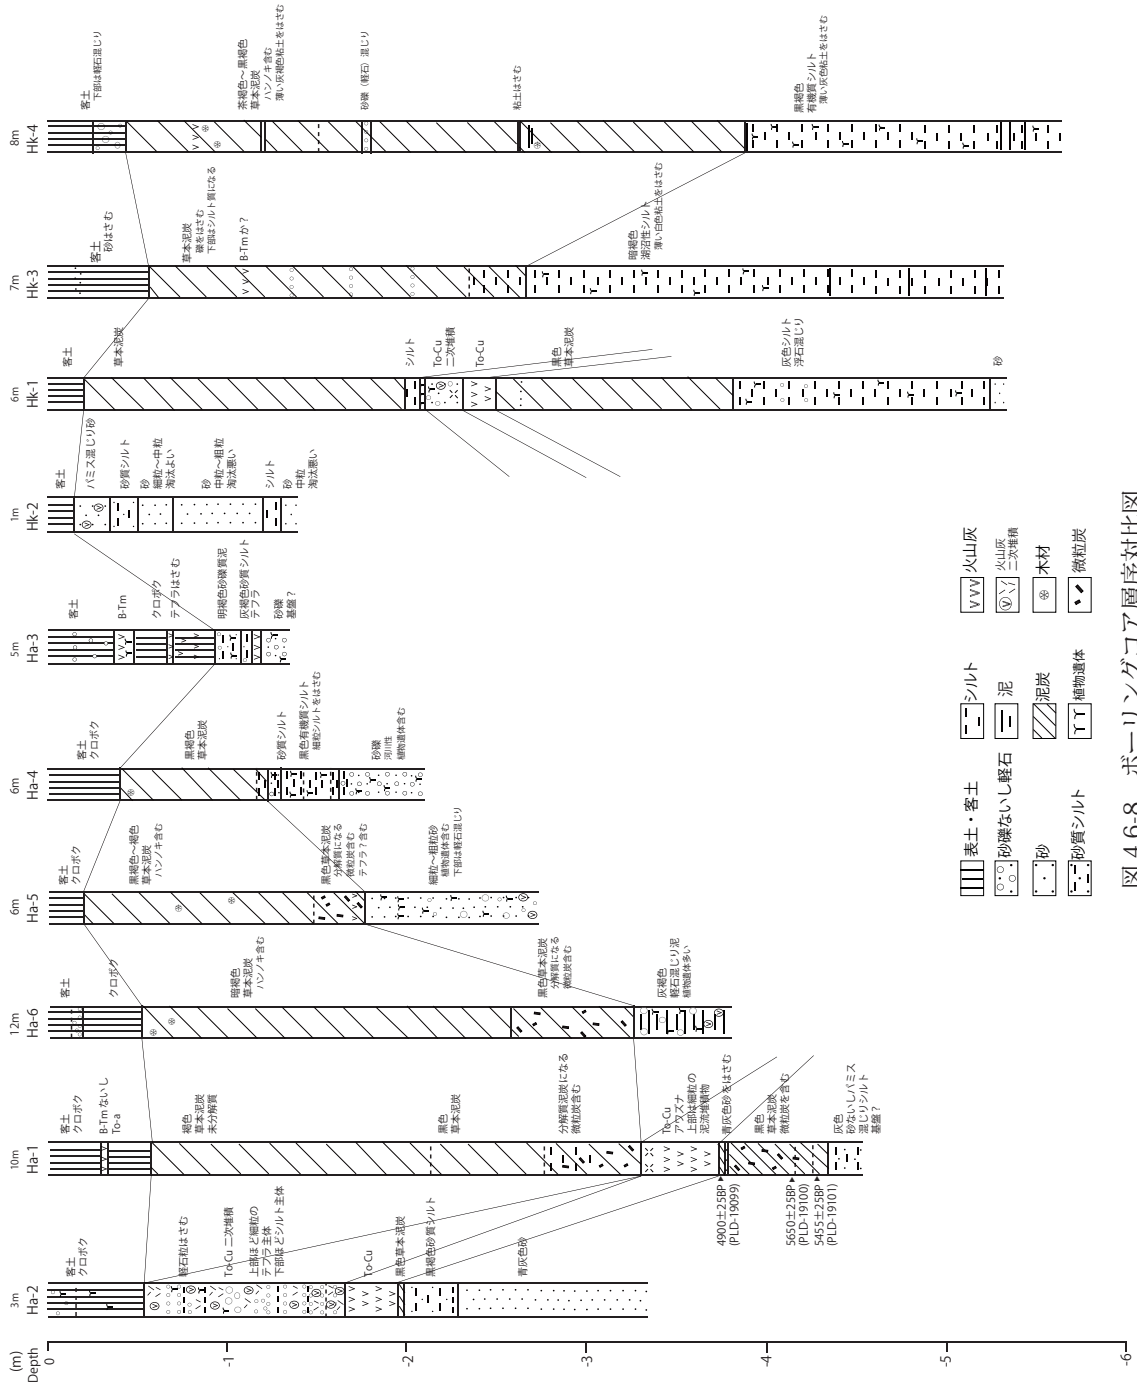 (m)
Depth
0
-1
-2
-3
-4
-5
-6
3m
Ha-2
客土
クロボク
軽石粒はさむ
To-Cu 二次堆積
上部ほど細粒の
テフラ主体
下部ほどシルト主体
To-Cu
黒色草本泥炭
黒褐色砂質シルト
青灰色砂
10m
Ha-1
客土
クロボク
B-Tm ないし
To-a
褐色
草本泥炭
未分解質
黒色
草本泥炭
分解質泥炭になる
微粒炭含む
To-Cu
アワズナ
上部は細粒の
泥流堆積物
青灰色砂をはさむ
黒色
草本泥炭
微粒炭を含む
灰色
砂ないしパミス
混じりシルト
基盤？
4900±25BP
(PLD-19099)
5650±25BP
(PLD-19100)
5455±25BP
(PLD-19101)
12m
Ha-6
客土
クロボク
暗褐色
草本泥炭
ハンノキ含む
黒色草本泥炭
分解質になる
微粒炭含む
灰褐色
軽石混じり泥
植物遺体多い
6m
Ha-5
客土
クロボク
黒褐色～褐色
草本泥炭
ハンノキ含む
黒色草本泥炭
分解質になる
微粒炭含む
テフラ？含む
細粒～粗粒砂
植物遺体含む
下部は軽石混じり
6m
Ha-4
客土
クロボク
黒褐色
草本泥炭
砂質シルト
黒色有機質シルト
細粒シルトをはさむ
砂礫
河川性
植物遺体含む
5m
Ha-3
客土
B-Tm
クロボク
テフラはさむ
明褐色砂礫質泥
灰褐色砂質シルト
テフラ
砂礫
基盤？
1m
Hk-2
客土
パミス混じり砂
砂質シルト
砂
細粒～中粒
淘汰よい
砂
中粒～粗粒
淘汰悪い
シルト
砂
中粒
淘汰悪い
6m
Hk-1
客土
草本泥炭
シルト
To-Cu
二次堆積
To-Cu
黒色
草本泥炭
灰色シルト
浮石混じり
砂
7m
Hk-3
客土
砂はさむ
草本泥炭
礫をはさむ
下部はシルト質になる
B-Tm か？
暗褐色
湖沼性シルト
薄い白色粘土をはさむ
8m
Hk-4
客土
下部は軽石混じり
茶褐色～黒褐色
草本泥炭
ハンノキ含む
薄い灰褐色粘土をはさむ
砂礫（軽石）混じり
粘土はさむ
黒褐色
有機質シルト
薄い灰色粘土をはさむ
表土・客土
砂礫ないし軽石
砂
砂質シルト
シルト
泥
泥炭
植物遺体
火山灰
火山灰
二次堆積
木材
微粒炭
図 4.6-8　ボーリングコア層序対比図